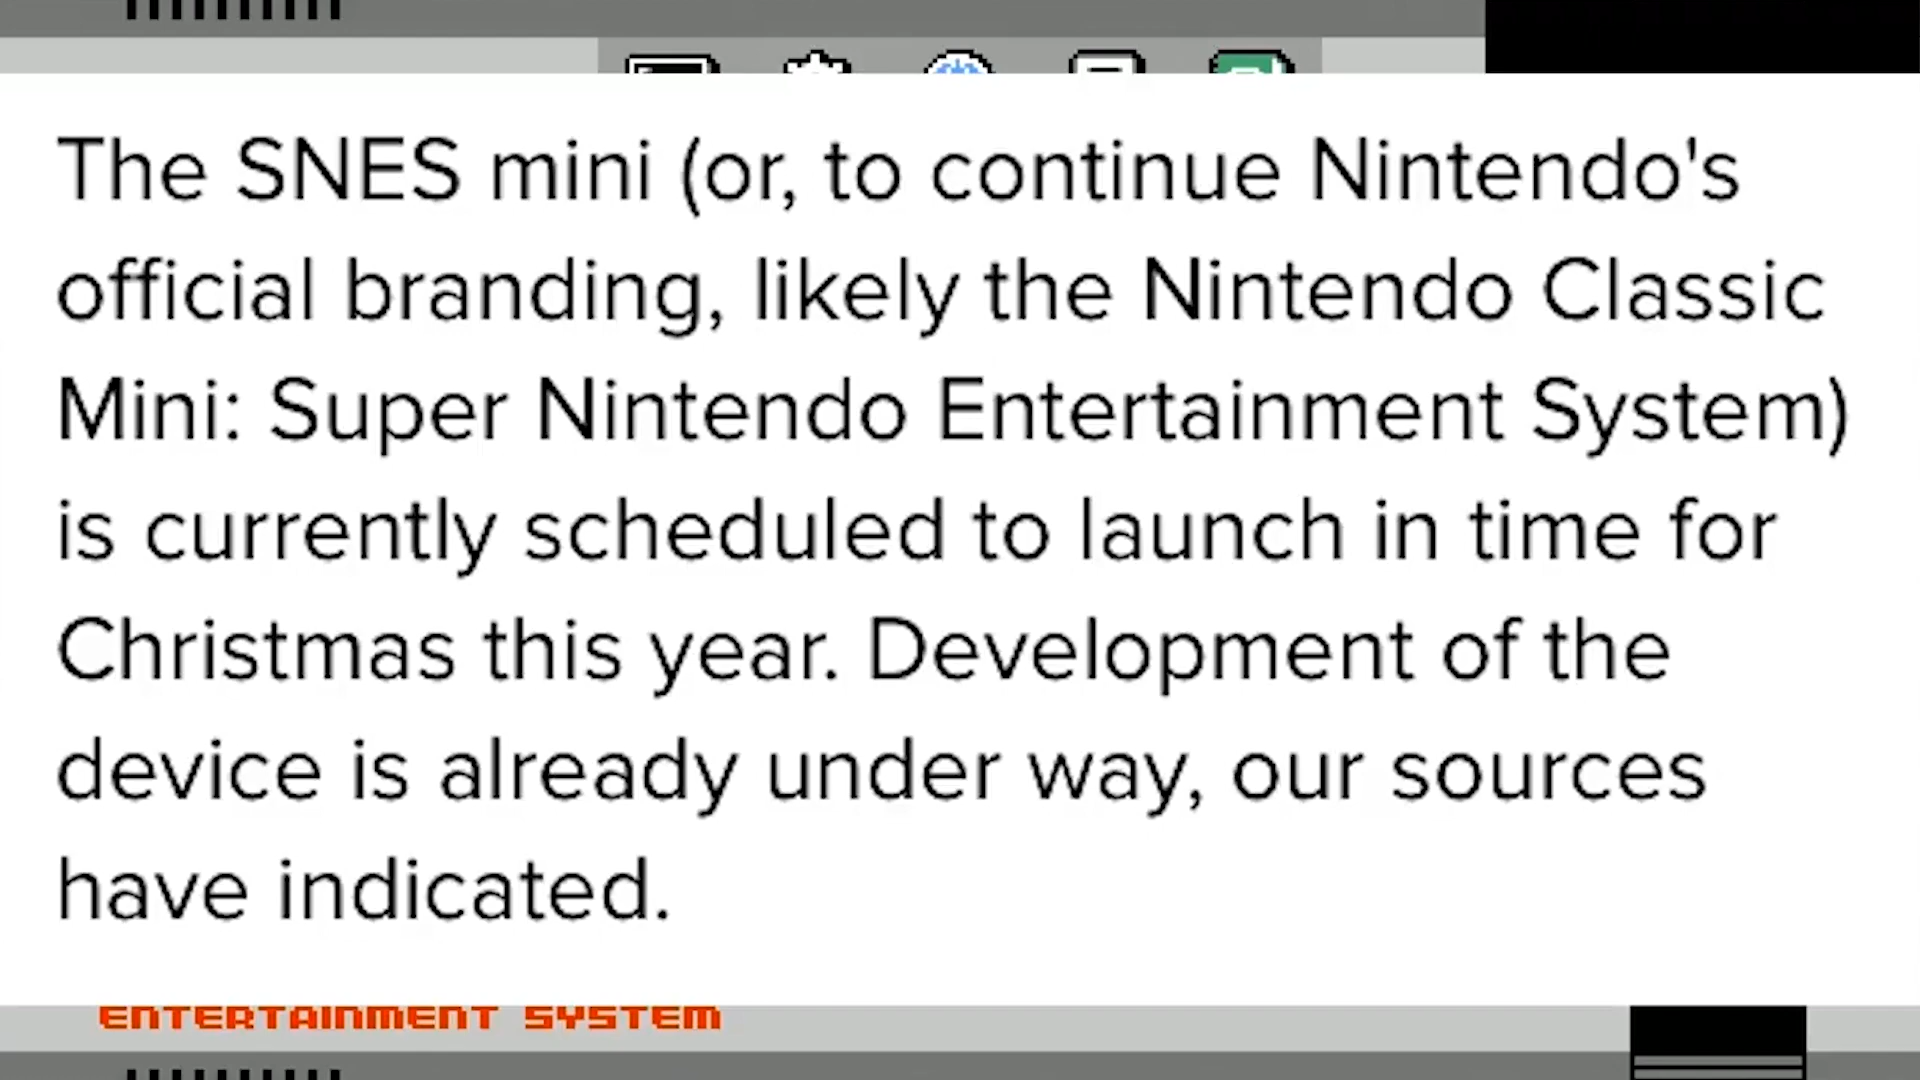 The SNES mini (or, to continue Nintendo's
official branding, likely the Nintendo Classic
Mini: Super Nintendo Entertainment System)
is currently scheduled to launch in time for
Christmas this year. Development of the
device is already under way, our sources
have indicated.
ENTERTAINMENT SYSTEM